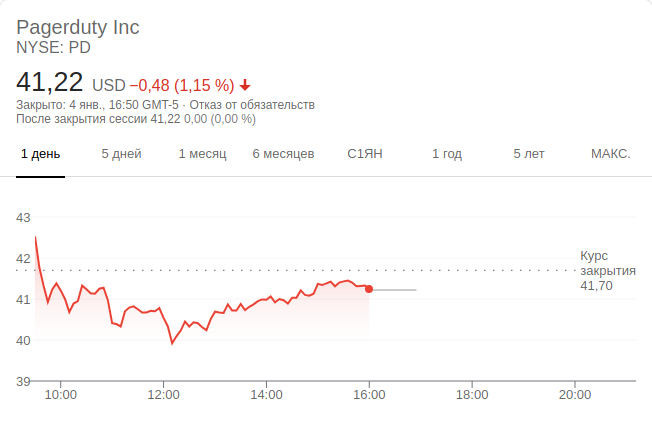 Pagerduty Inc
NYSE: PD
41,22 USD −0,48 (1,15 %)
Закрыто: 4 янв., 16:50 GMT-5 · Отказ от обязательств
После закрытия сессии 41,22 0,00 (0,00 %)
1 день 5 дней 1 месяц 6 месяцев С1ЯН 1 год 5 лет МАКС.
43
42
41
40
39
Курс
закрытия
41,70
10:00 12:00 14:00 16:00 18:00 20:00